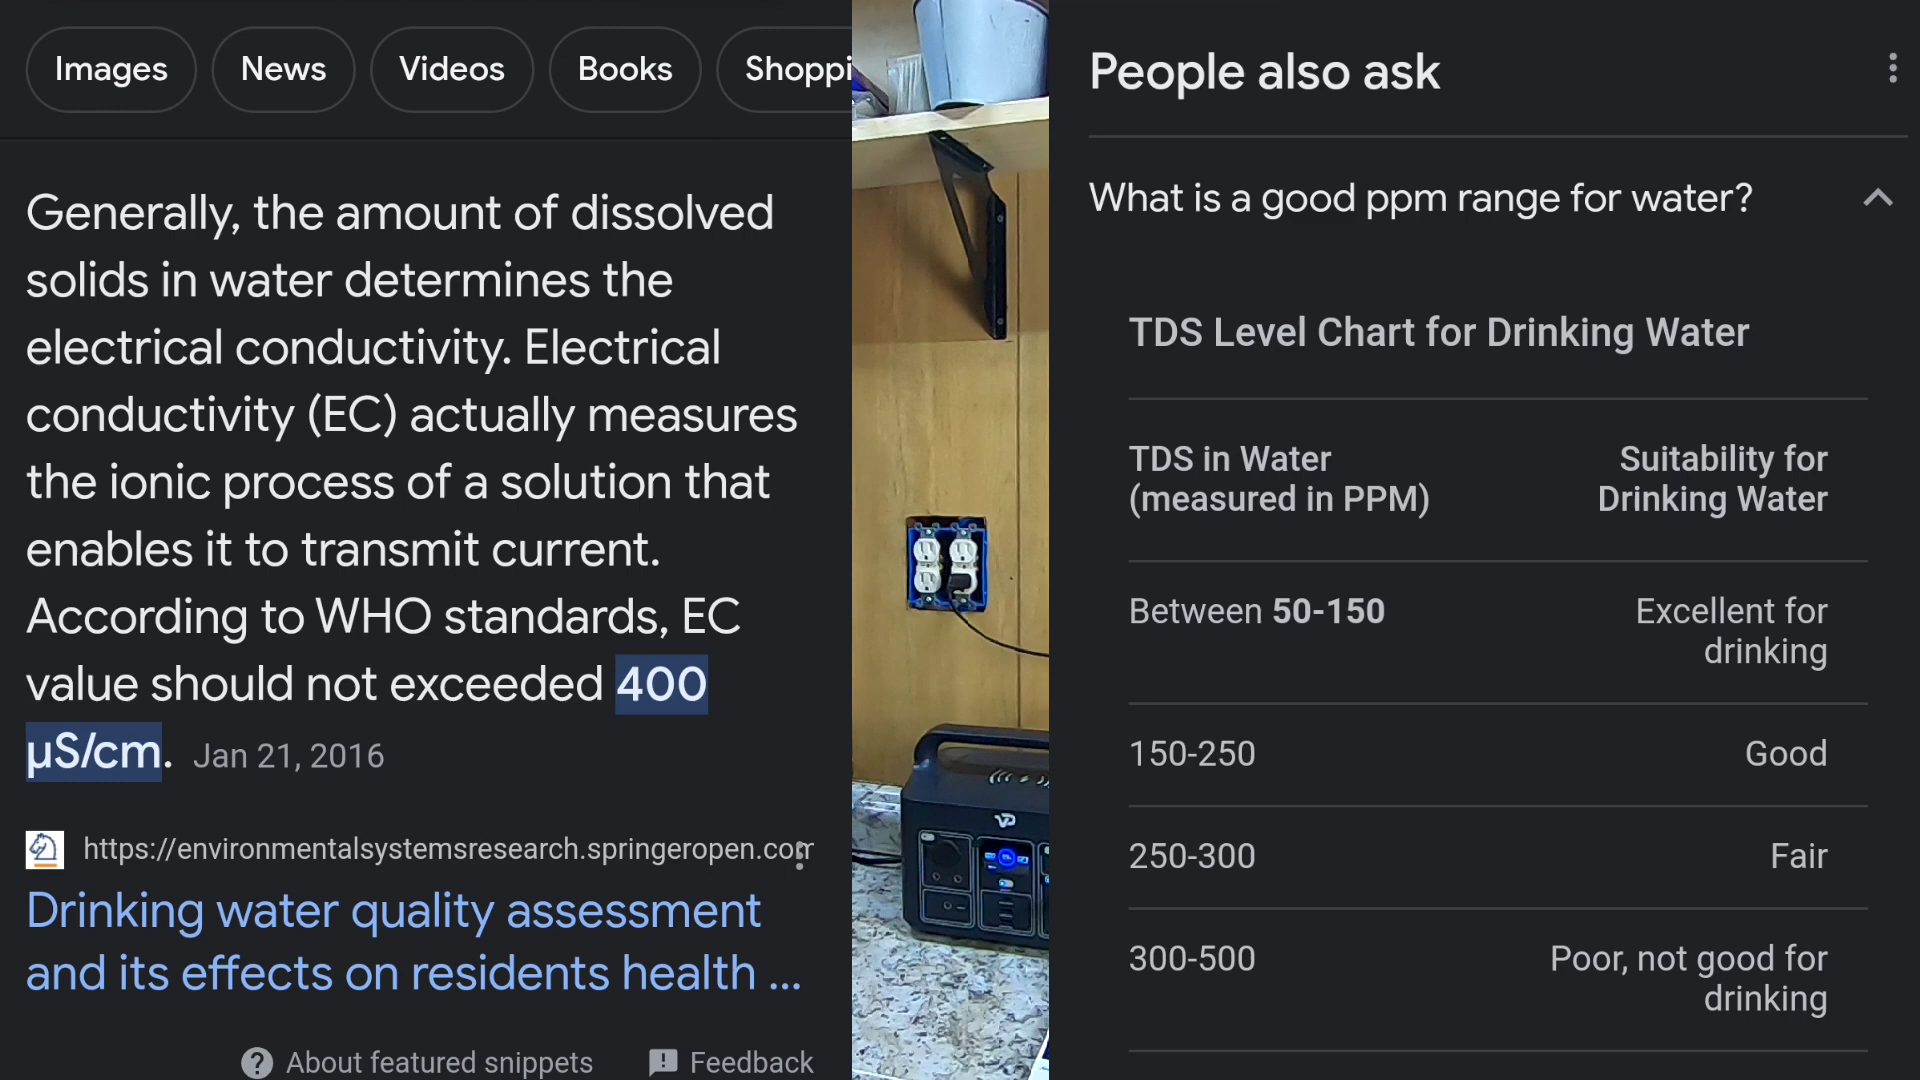 Images
News
Videos
Books
Shoppi
Generally, the amount of dissolved
solids in water determines the
electrical conductivity. Electrical
conductivity (EC) actually measures
the ionic process of a solution that
enables it to transmit current.
According to WHO standards, EC
value should not exceeded 400
µS/cm. Jan 21, 2016
https://environmentalsystemsresearch.springeropen.com
Drinking water quality assessment
and its effects on residents health ...
About featured snippets
Feedback
People also ask
What is a good ppm range for water?
TDS Level Chart for Drinking Water
TDS in Water
(measured in PPM)
Suitability for
Drinking Water
Between 50-150
Excellent for
drinking
150-250
Good
250-300
Fair
300-500
Poor, not good for
drinking